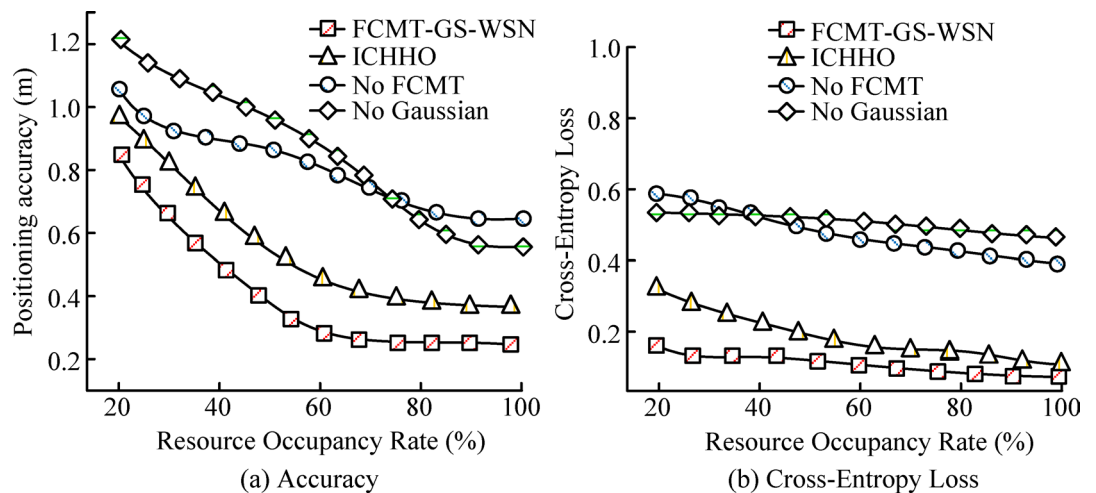 FCMT-GS-WSN
ICHHO
No FCMT
No Gaussian
1.2
1.0
0.8
0.6
0.4
0.2
Positioning accuracy (m)
20
40
60
80
100
Resource Occupancy Rate (%)
(a) Accuracy
FCMT-GS-WSN
ICHHO
No FCMT
No Gaussian
1.0
0.8
0.6
0.4
0.2
Cross-Entropy Loss
20
40
60
80
100
Resource Occupancy Rate (%)
(b) Cross-Entropy Loss